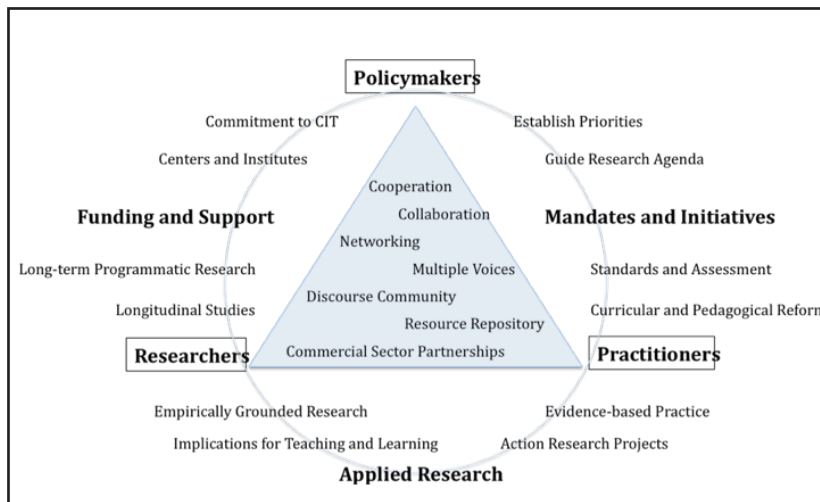 Policymakers
Commitment to CIT
Establish Priorities
Centers and Institutes
Guide Research Agenda
Cooperation
Funding and Support
Collaboration
Mandates and Initiatives
Networking
Long-term Programmatic Research
Multiple Voices
Standards and Assessment
Discourse Community
Longitudinal Studies
Curricular and Pedagogical Reform
Resource Repository
Researchers
Commercial Sector Partnerships
Practitioners
Empirically Grounded Research
Evidence-based Practice
Implications for Teaching and Learning
Action Research Projects
Applied Research